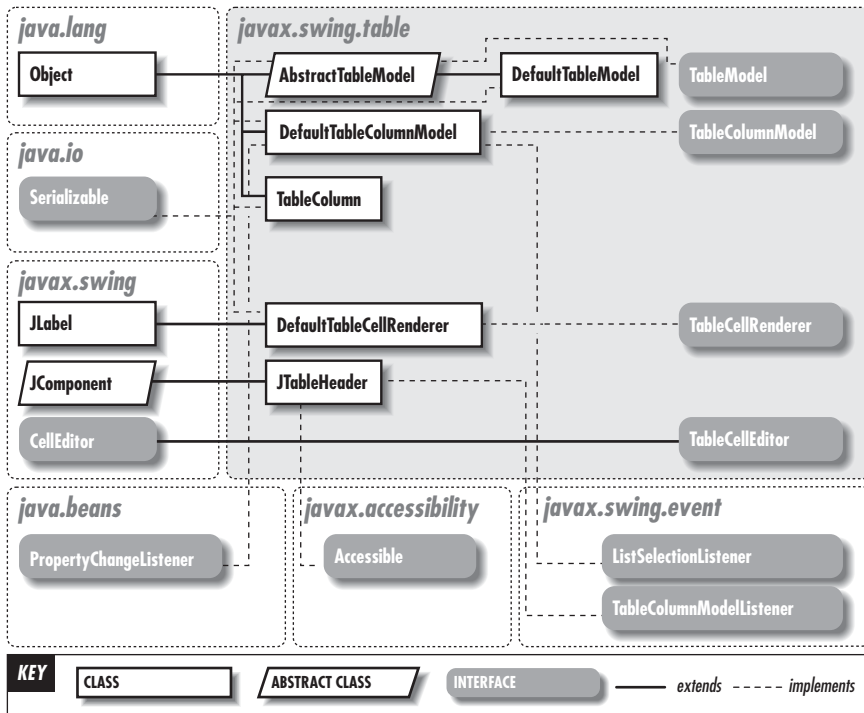 java.lang
javax.swing.table
Object
AbstractTableModel
DefaultTableModel
TableModel
DefaultTableColumnModel
TableColumnModel
java.io
Serializable
TableColumn
javax.swing
JLabel
DefaultTableCellRenderer
TableCellRenderer
JComponent
JTableHeader
CellEditor
TableCellEditor
java.beans
javax.accessibility
javax.swing.event
PropertyChangeListener
Accessible
ListSelectionListener
TableColumnModelListener
KEY
CLASS
ABSTRACT CLASS
INTERFACE
extends
implements